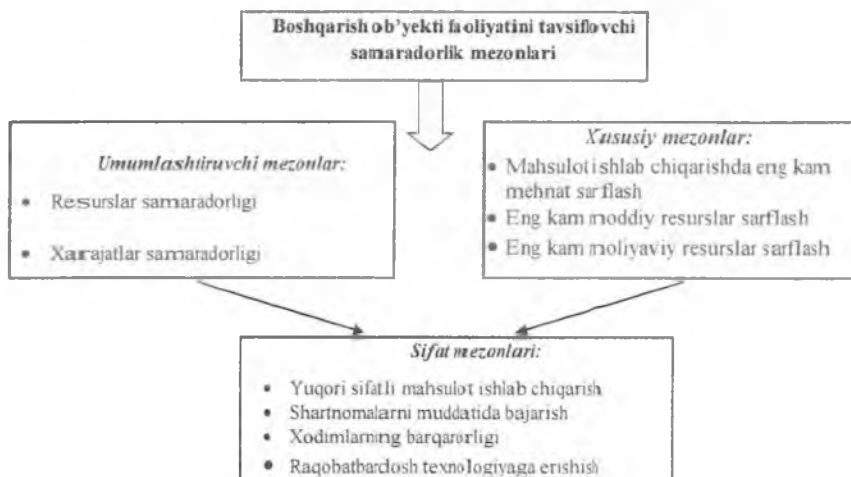 Boshqarish ob’yekti faoliyatini tavsiflovchi
samaradorlik mezonlari
Umumlashtiruvchi mezonlar:
• Resurslar samaradorligi
• Xarajatlar samaradorligi
Xususiy mezonlar:
• Mahsulot ishlab chiqarishda eng kam
mehnat sarflash
• Eng kam moddiy resurslar sarflash
• Eng kam moliyaviy resurslar sarflash
Sifat mezonlari:
• Yuqori sifatli mahsulot ishlab chiqarish
• Shartnomalarni muddatida bajarish
• Xodimlarning barqarorligi
• Raqobatbardosh texnologiyaga erishish